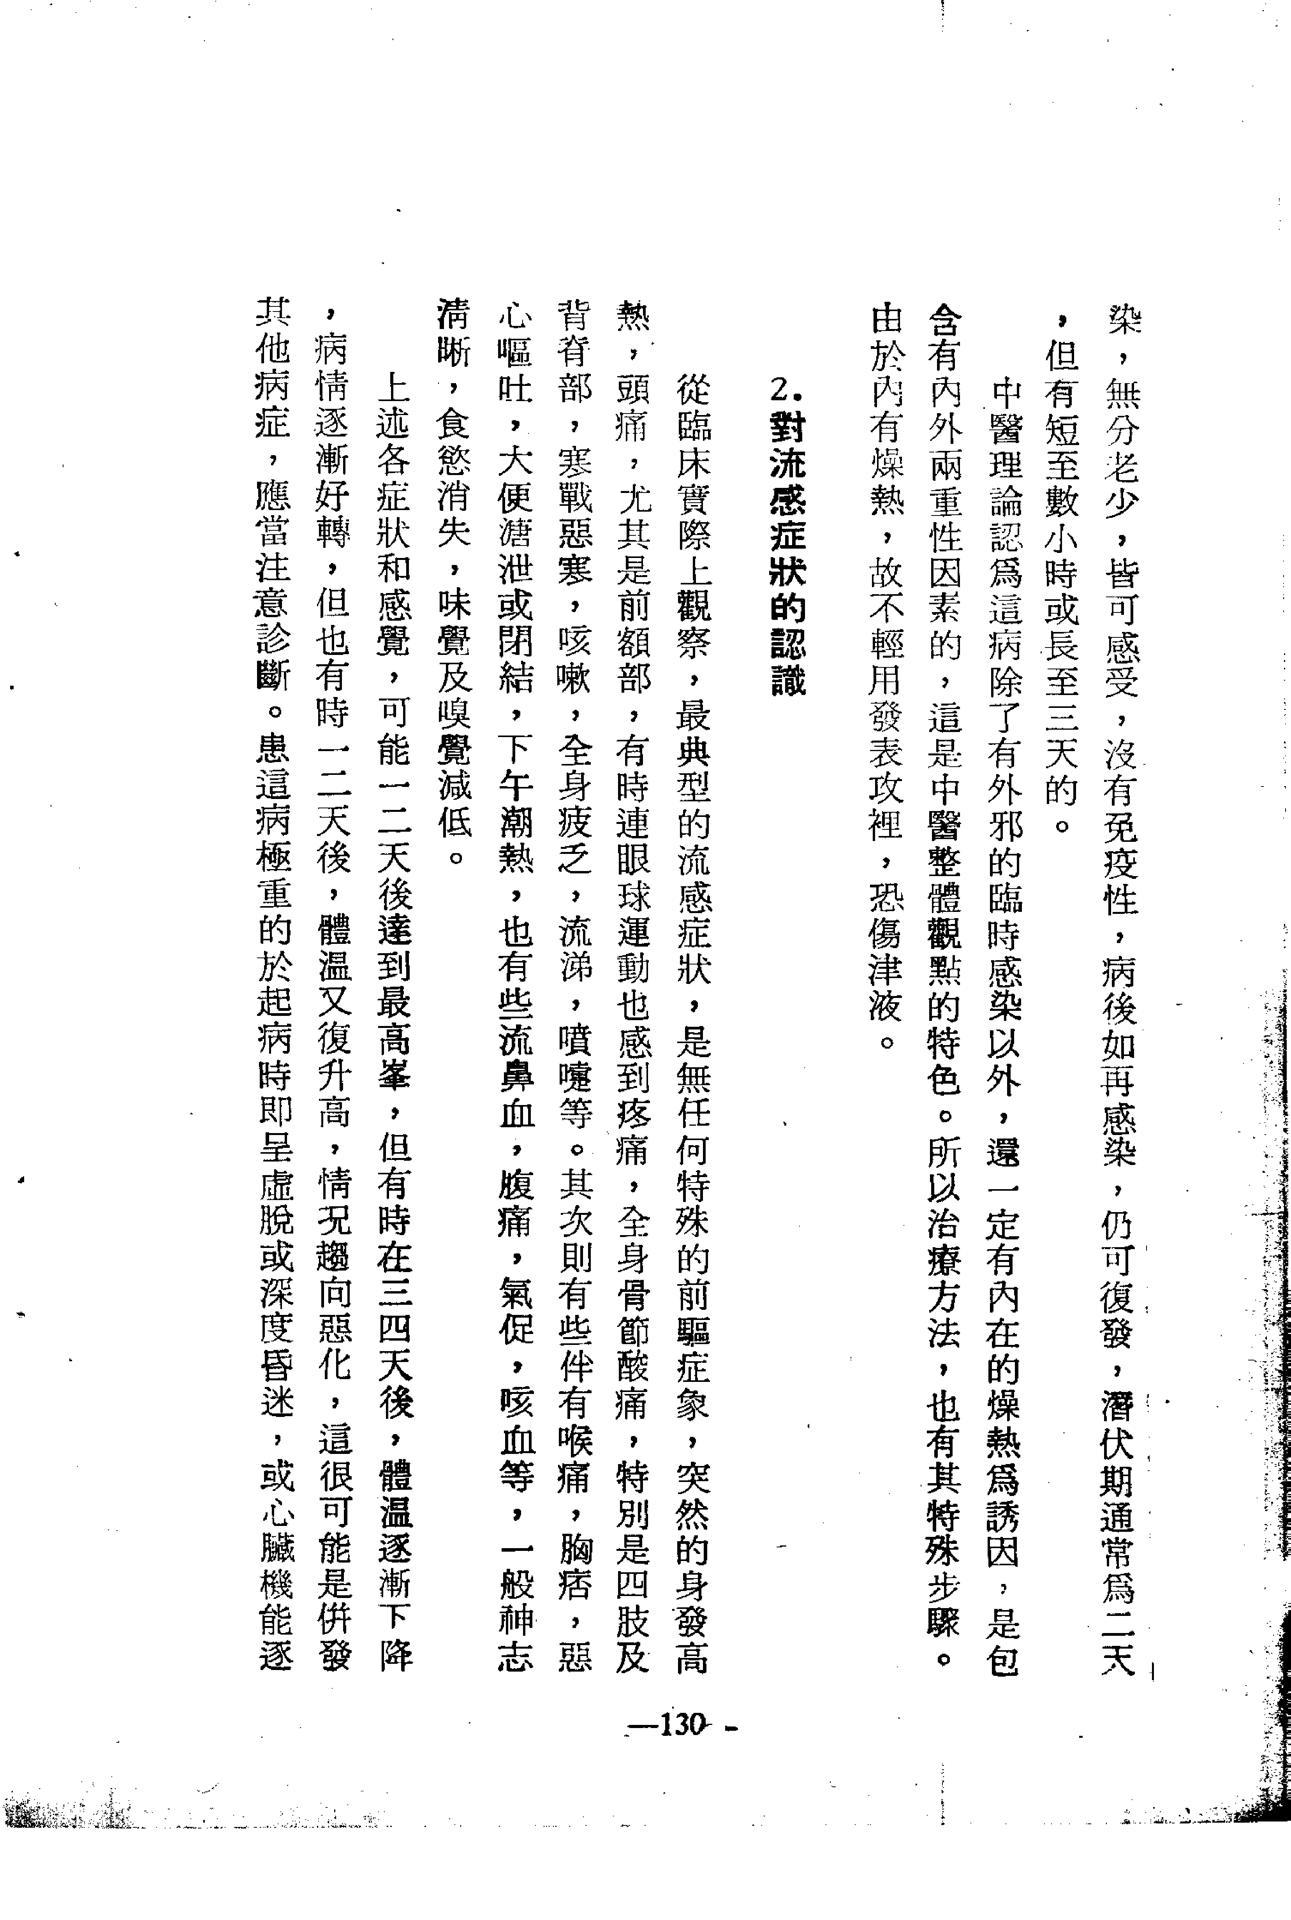 染，無分老少，皆可感受，沒有免疫性，病後如再感染，仍可復發，潛伏期通常爲二天
，但有短至數小時或長至三天的。
中醫理論認爲這病除了有外邪的臨時感染以外，還一定有內在的燥熱爲誘因，是包
含有內外兩重性因素的，這是中醫整體觀點的特色。所以治療方法，也有其特殊步驟。
由於內有燥熱，故不輕用發表攻裡，恐傷津液。
2.對流感症狀的認識
從臨床實際上觀察，最典型的流感症狀，是無任何特殊的前驅症象，突然的身發高
熱，頭痛，尤其是前額部，有時連眼球運動也感到疼痛，全身骨節酸痛，特別是四肢及
背脊部，寒戰惡寒，咳嗽，全身疲乏，流涕，噴嚏等。其次則有些伴有喉痛，胸痞，惡
心嘔吐，大便溏泄或閉結，下午潮熱，也有些流鼻血，腹痛，氣促，咳血等，一般神志
清晰，食慾消失，味覺及嗅覺減低。
上述各症狀和感覺，可能一二天後達到最高峯，但有時在三四天後，體溫逐漸下降
，病情逐漸好轉，但也有時一二天後，體溫又復升高，情況趨向惡化，這很可能是併發
其他病症，應當注意診斷。患這病極重的於起病時即呈虛脫或深度昏迷，或心臟機能逐
—130-